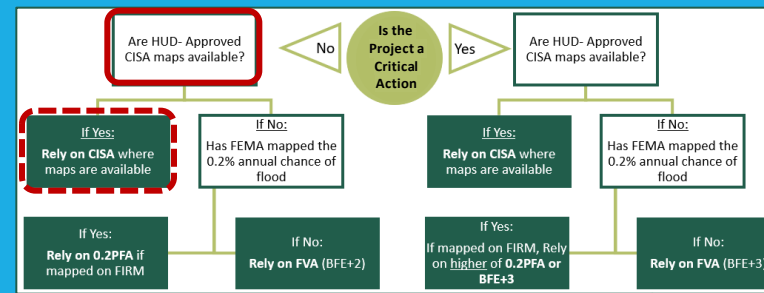 Is the
Project a
Critical
Action
No
Yes
Are HUD- Approved
CISA maps available?
If Yes:
Rely on CISA where
maps are available
If No:
Has FEMA mapped the
0.2% annual chance of
flood
If Yes:
Rely on 0.2PFA if
mapped on FIRM
If No:
Rely on FVA (BFE+2)
Are HUD- Approved
CISA maps available?
If Yes:
Rely on CISA where
maps are available
If No:
Has FEMA mapped the
0.2% annual chance of
flood
If Yes:
If mapped on FIRM, Rely
on higher of 0.2PFA or
BFE+3
If No:
Rely on FVA (BFE+3)